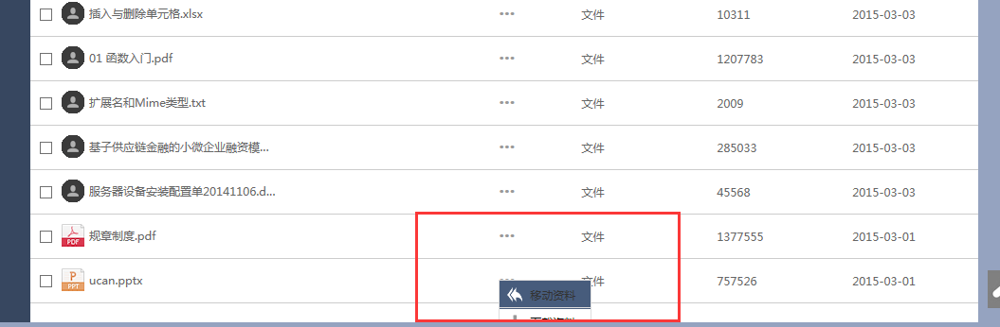 插入与删除单元格.xlsx ••• 文件 10311 2015-03-03
01 函数入门.pdf ••• 文件 1207783 2015-03-03
扩展名和Mime类型.txt ••• 文件 2009 2015-03-03
基子供应链金融的小微企业融资模... ••• 文件 285033 2015-03-03
服务器设备安装配置单20141106.d... ••• 文件 45568 2015-03-03
PDF 规章制度.pdf ••• 文件 1377555 2015-03-01
P PPT ucan.pptx 文件 757526 2015-03-01
移动资料
下载资料